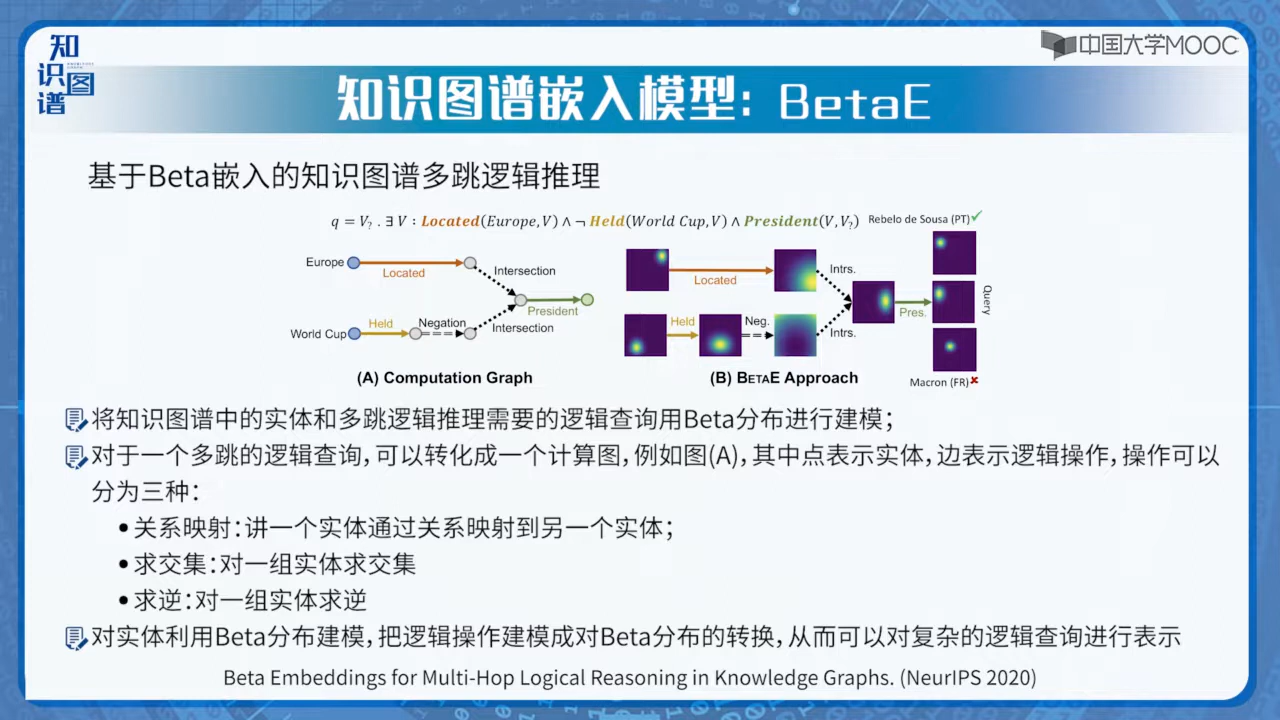 知识图谱
中国大学MOOC
知识图谱嵌入模型：BetaE
基于Beta嵌入的知识图谱多跳逻辑推理
q = V? . ∃ V : Located(Europe, V) ∧ ¬ Held(World Cup, V) ∧ President(V, V?)
Rebelo de Sousa (PT)✓
Europe
Located
Intersection
President
World Cup
Held
Negation
Intersection
(A) Computation Graph
Located
Intrs.
Held
Neg.
Intrs.
Pres.
Query
Macron (FR)✘
(B) BETAE Approach
将知识图谱中的实体和多跳逻辑推理需要的逻辑查询用Beta分布进行建模；
对于一个多跳的逻辑查询，可以转化成一个计算图，例如图(A)，其中点表示实体，边表示逻辑操作，操作可以
分为三种：
•关系映射：讲一个实体通过关系映射到另一个实体；
•求交集：对一组实体求交集
•求逆：对一组实体求逆
对实体利用Beta分布建模，把逻辑操作建模成对Beta分布的转换，从而可以对复杂的逻辑查询进行表示
Beta Embeddings for Multi-Hop Logical Reasoning in Knowledge Graphs. (NeurIPS 2020)